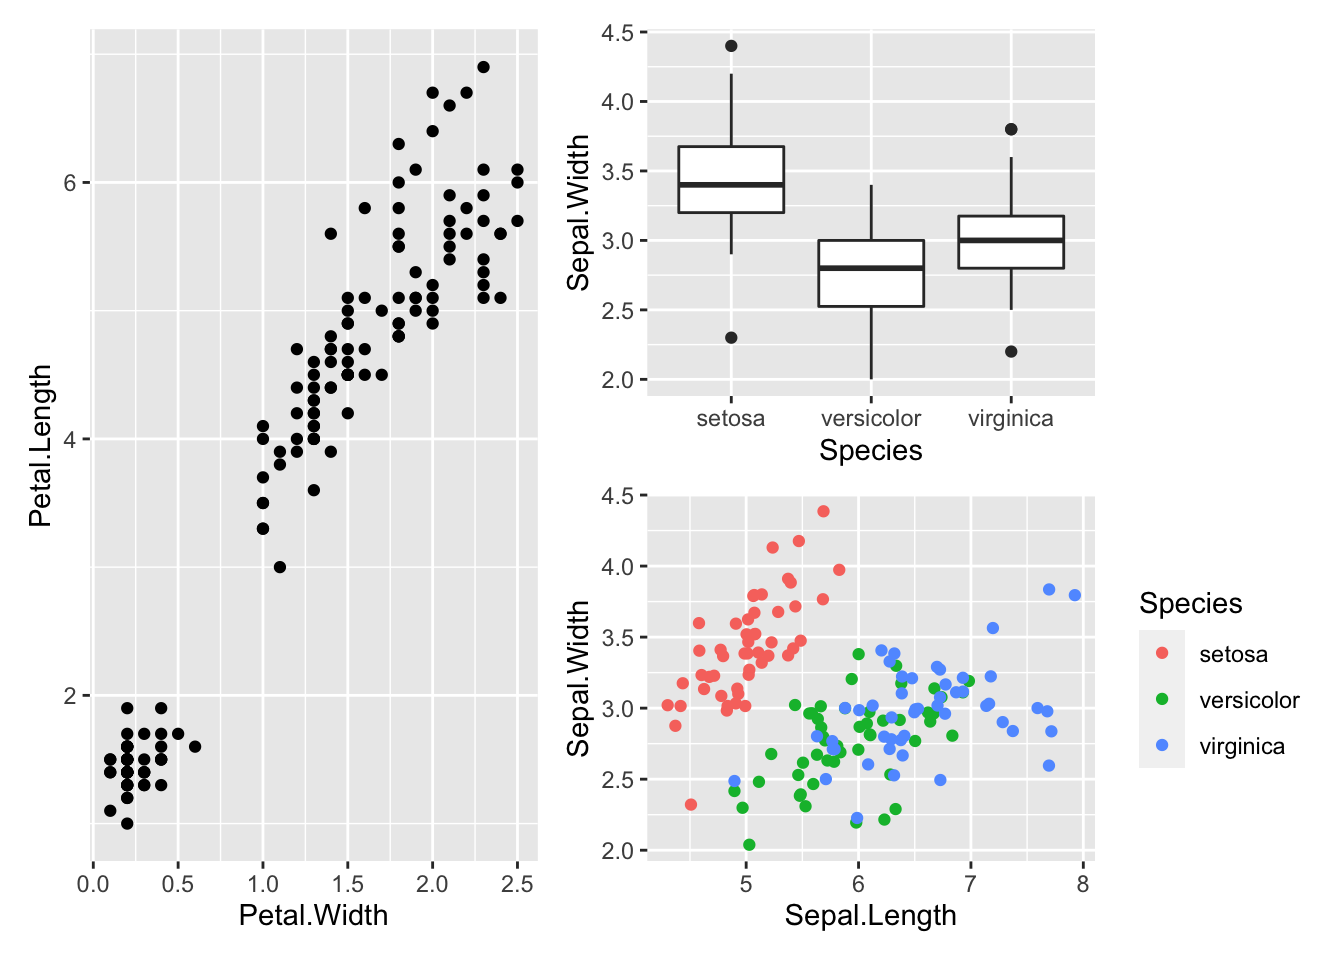 Petal.Length
6
4
2
0.0 0.5 1.0 1.5 2.0 2.5
Petal.Width
Sepal.Width
4.5
4.0
3.5
3.0
2.5
2.0
setosa versicolor virginica
Species
Sepal.Width
4.5
4.0
3.5
3.0
2.5
2.0
5 6 7 8
Sepal.Length
Species
setosa
versicolor
virginica